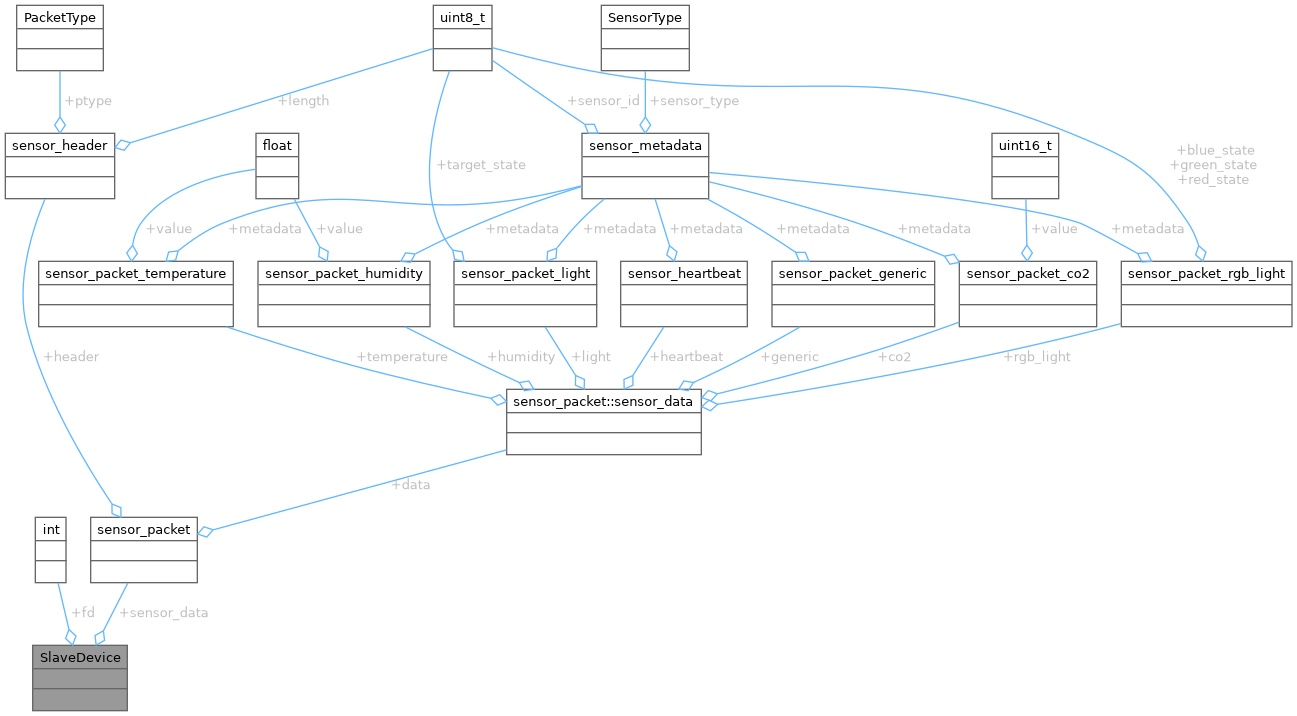 PacketType
uint8_t
SensorType
+ptype
+length
+sensor_id
+sensor_type
sensor_header
float
sensor_metadata
uint16_t
+target_state
+blue_state
+green_state
+red_state
+value
+metadata
+value
+metadata
+metadata
+metadata
+metadata
+metadata
+value
+metadata
sensor_packet_temperature
sensor_packet_humidity
sensor_packet_light
sensor_heartbeat
sensor_packet_generic
sensor_packet_co2
sensor_packet_rgb_light
+header
+temperature
+humidity
+light
+heartbeat
+generic
+co2
+rgb_light
sensor_packet::sensor_data
+data
int
sensor_packet
+fd
+sensor_data
SlaveDevice